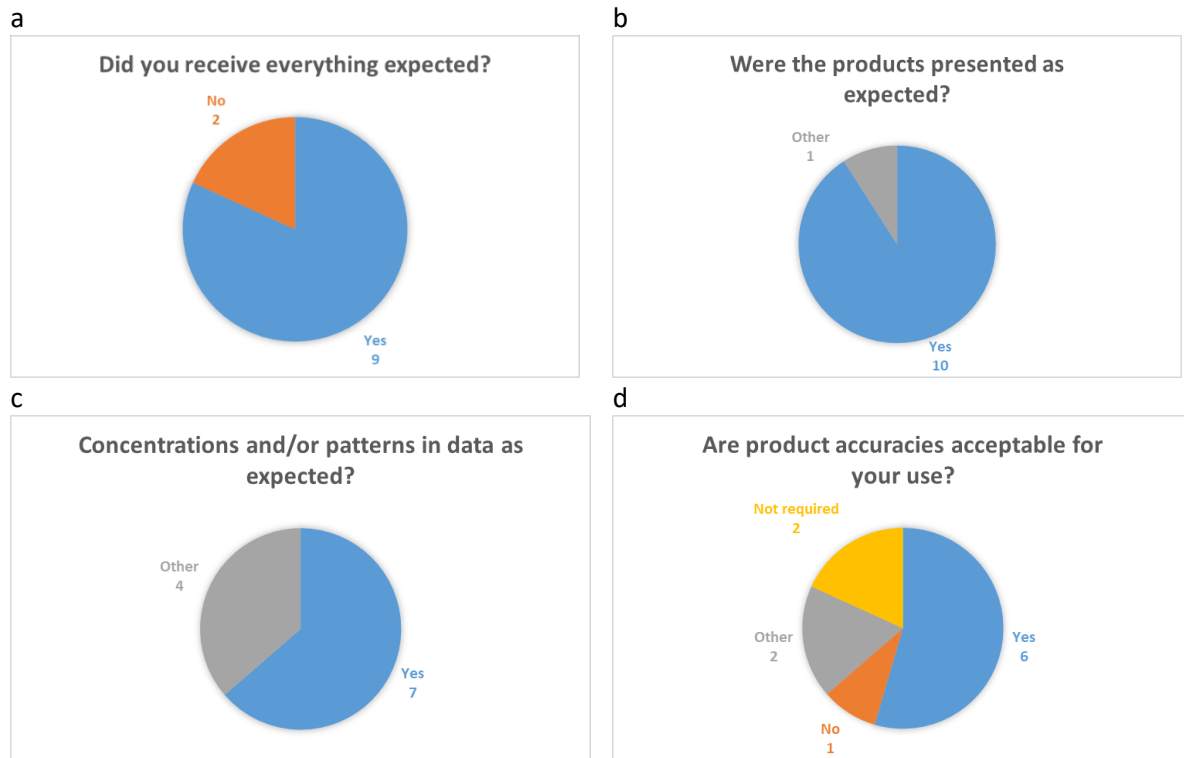 a
Did you receive everything expected?
No
2
Yes
9
b
Were the products presented as
expected?
Other
1
Yes
10
c
Concentrations and/or patterns in data as
expected?
Other
4
Yes
7
d
Are product accuracies acceptable for
your use?
Not required
2
Other
2
Yes
6
No
1